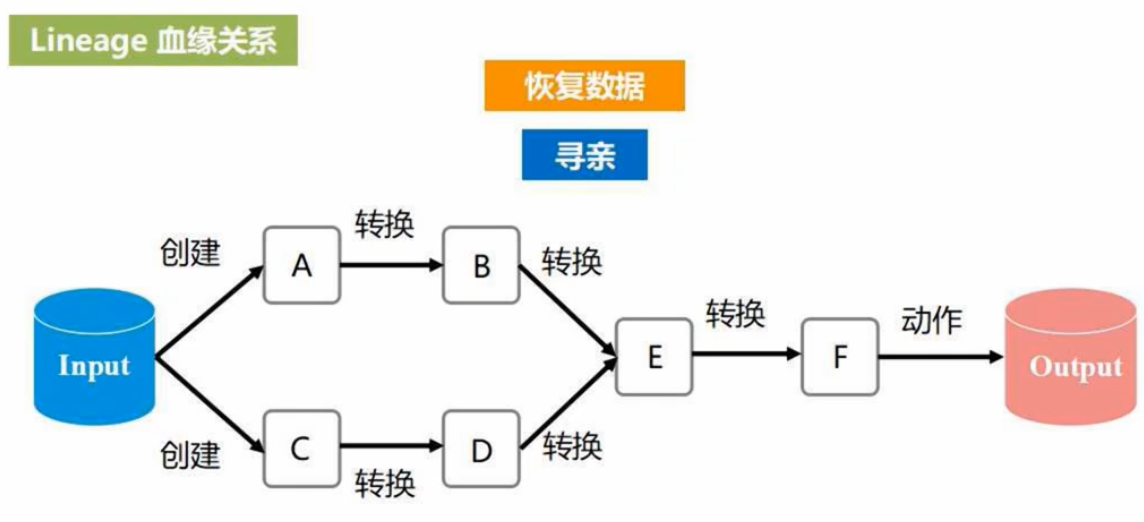 Lineage 血缘关系
恢复数据
寻亲
创建
A
转换
B
转换
Input
E
转换
F
动作
Output
创建
C
转换
D
转换